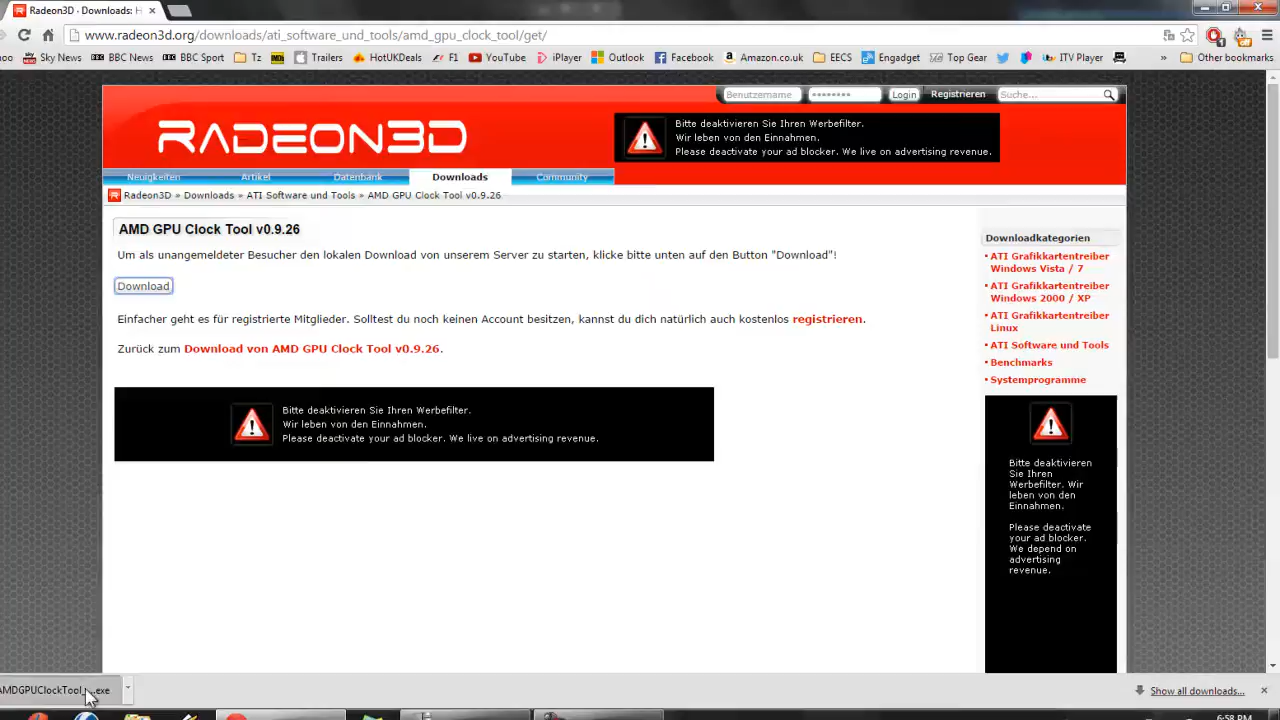 Radeon3D - Downloads: H
www.radeon3d.org/downloads/ati_software_und_tools/amd_gpu_clock_tool/get/
oo Sky News BBC News BBC Sport Tz Trailers HotUKDeals F1 YouTube iPlayer Outlook Facebook Amazon.co.uk EECS Engadget Top Gear ITV Player » Other bookmarks
Benutzername ******** Login Registrieren Suche...
RADEON3D
Bitte deaktivieren Sie Ihren Werbefilter.
Wir leben von den Einnahmen.
Please deactivate your ad blocker. We live on advertising revenue.
Neuigkeiten Artikel Datenbank Downloads Community
Radeon3D » Downloads » ATI Software und Tools » AMD GPU Clock Tool v0.9.26
AMD GPU Clock Tool v0.9.26
Um als unangemeldeter Besucher den lokalen Download von unserem Server zu starten, klicke bitte unten auf den Button "Download"!
Download
Einfacher geht es für registrierte Mitglieder. Solltest du noch keinen Account besitzen, kannst du dich natürlich auch kostenlos registrieren.
Zurück zum Download von AMD GPU Clock Tool v0.9.26.
Bitte deaktivieren Sie Ihren Werbefilter.
Wir leben von den Einnahmen.
Please deactivate your ad blocker. We live on advertising revenue.
Downloadkategorien
ATI Grafikkartentreiber
Windows Vista / 7
ATI Grafikkartentreiber
Windows 2000 / XP
ATI Grafikkartentreiber
Linux
ATI Software und Tools
Benchmarks
Systemprogramme
Bitte deaktivieren
Sie Ihren
Werbefilter. Wir
leben von den
Einnahmen.
Please deactivate
your ad blocker.
We depend on
advertising
revenue.
AMDGPUClockTool_ .exe
Show all downloads...
6:58 PM